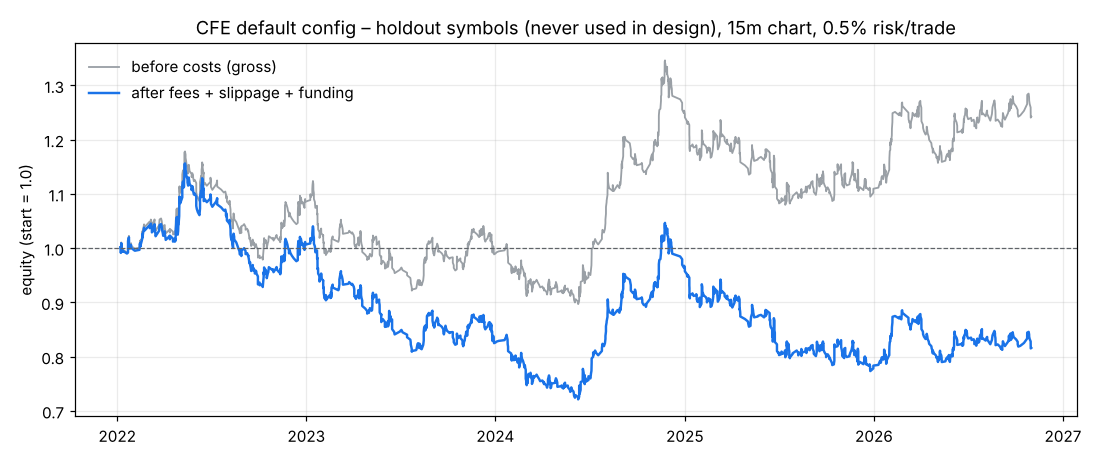 CFE default config – holdout symbols (never used in design), 15m chart, 0.5% risk/trade
before costs (gross)
after fees + slippage + funding
equity (start = 1.0)
1.3
1.2
1.1
1.0
0.9
0.8
0.7
2022 2023 2024 2025 2026 2027